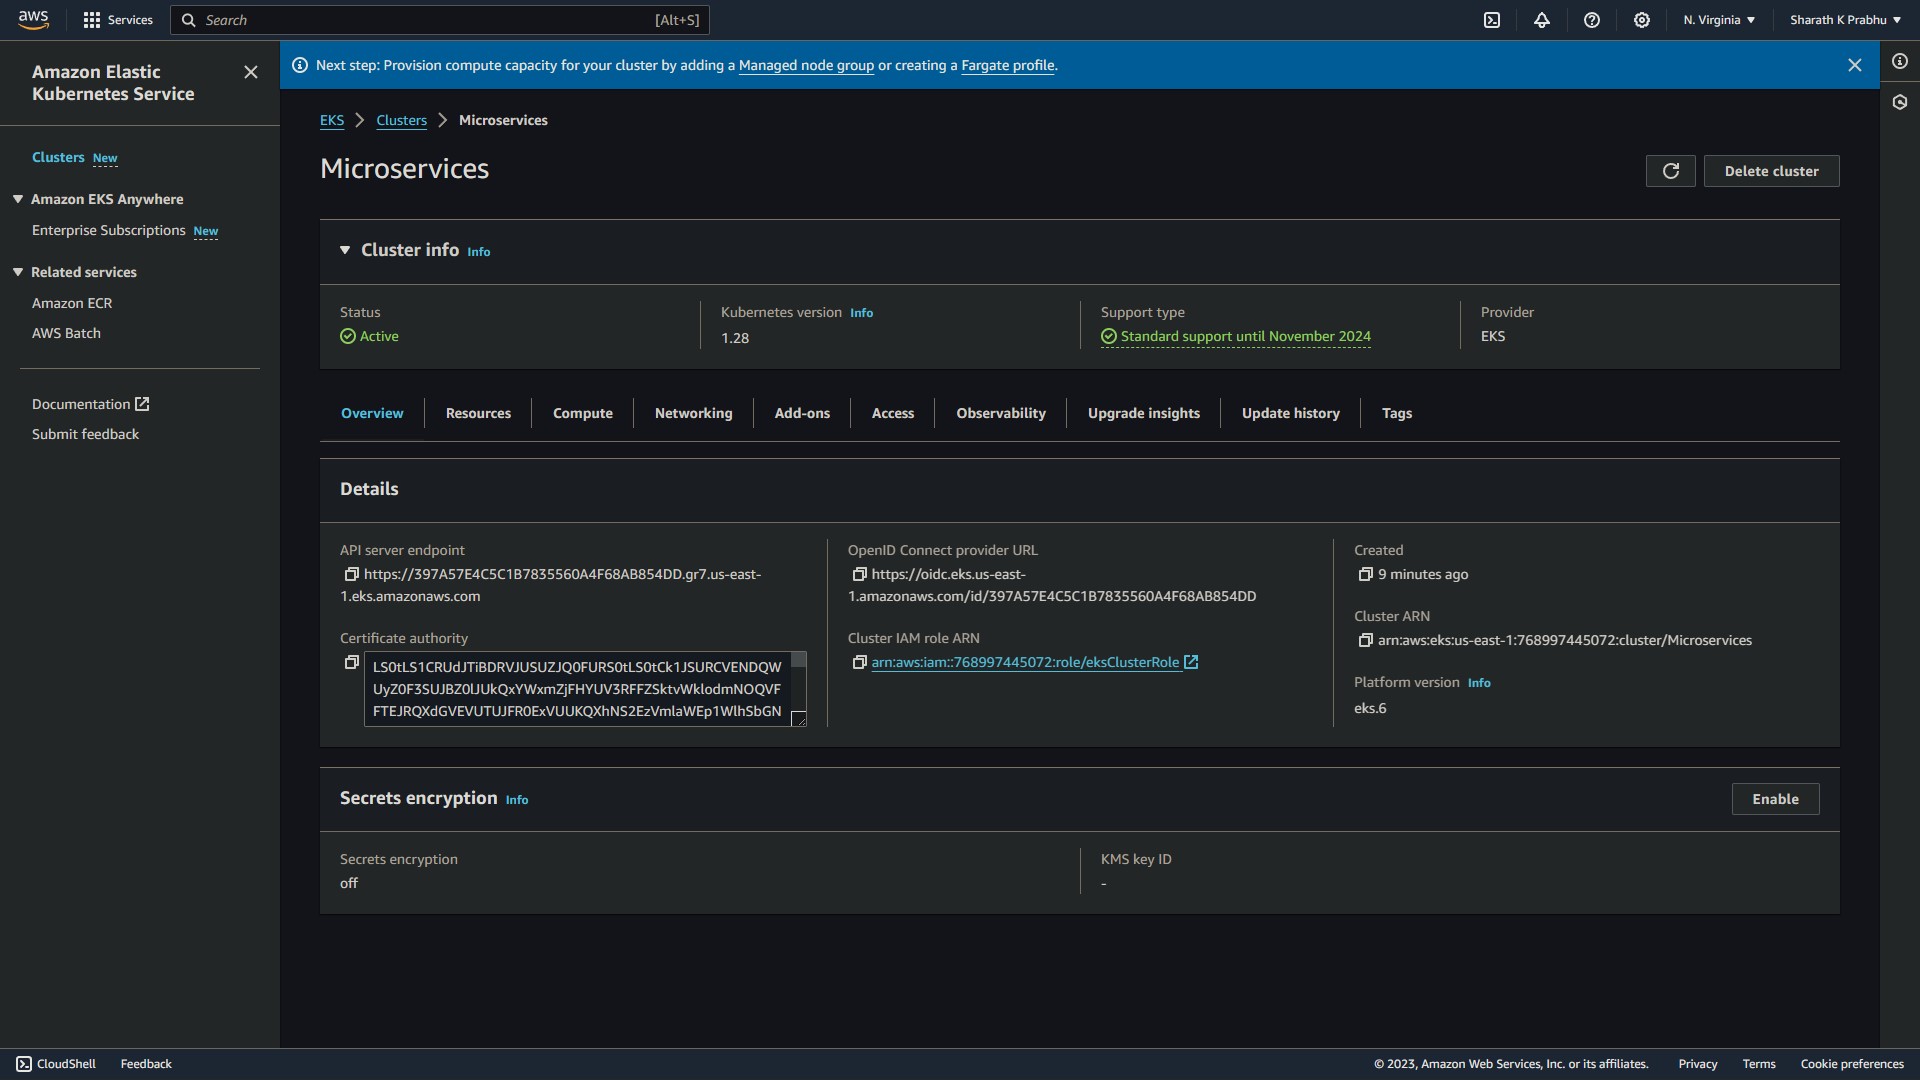 aws
Services
Search
[Alt+S]
N. Virginia
Sharath K Prabhu
Amazon Elastic
Kubernetes Service
Clusters New
Amazon EKS Anywhere
Enterprise Subscriptions New
Related services
Amazon ECR
AWS Batch
Documentation
Submit feedback
Next step: Provision compute capacity for your cluster by adding a Managed node group or creating a Fargate profile.
EKS > Clusters > Microservices
Microservices
Delete cluster
Cluster info Info
Status
Active
Kubernetes version Info
1.28
Support type
Standard support until November 2024
Provider
EKS
Overview
Resources
Compute
Networking
Add-ons
Access
Observability
Upgrade insights
Update history
Tags
Details
API server endpoint
https://397A57E4C5C1B7835560A4F68AB854DD.gr7.us-east-
1.eks.amazonaws.com
Certificate authority
LS0tLS1CRUdJTiBDRVJUSUZJQ0FURS0tLS0tCk1JSURCVENDQW
UyZ0F3SUJBZ0lJUkQxYWxmZjFHYUV3RFFZSktvWklodmNOQVF
FTEJRQXdGVEVUTUJFR0ExVUUKQXhNS2EzVmlaWEp1WlhSbGN
OpenID Connect provider URL
https://oidc.eks.us-east-
1.amazonaws.com/id/397A57E4C5C1B7835560A4F68AB854DD
Cluster IAM role ARN
arn:aws:iam::768997445072:role/eksClusterRole
Created
9 minutes ago
Cluster ARN
arn:aws:eks:us-east-1:768997445072:cluster/Microservices
Platform version Info
eks.6
Secrets encryption Info
Enable
Secrets encryption
off
KMS key ID
-
CloudShell
Feedback
© 2023, Amazon Web Services, Inc. or its affiliates.
Privacy
Terms
Cookie preferences